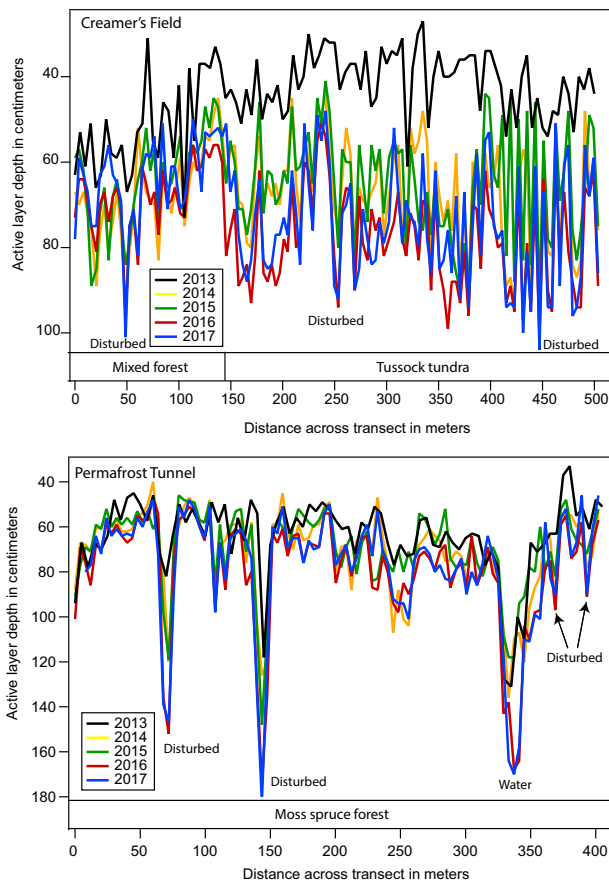 Creamer's Field
Active layer depth in centimeters
40
60
80
100
2013
2014
2015
2016
2017
Disturbed
Disturbed
Disturbed
Mixed forest
Tussock tundra
0
50
100
150
200
250
300
350
400
450
500
Distance across transect in meters
Permafrost Tunnel
Active layer depth in centimeters
40
60
80
100
120
140
160
180
2013
2014
2015
2016
2017
Disturbed
Disturbed
Water
Disturbed
Moss spruce forest
0
50
100
150
200
250
300
350
400
Distance across transect in meters